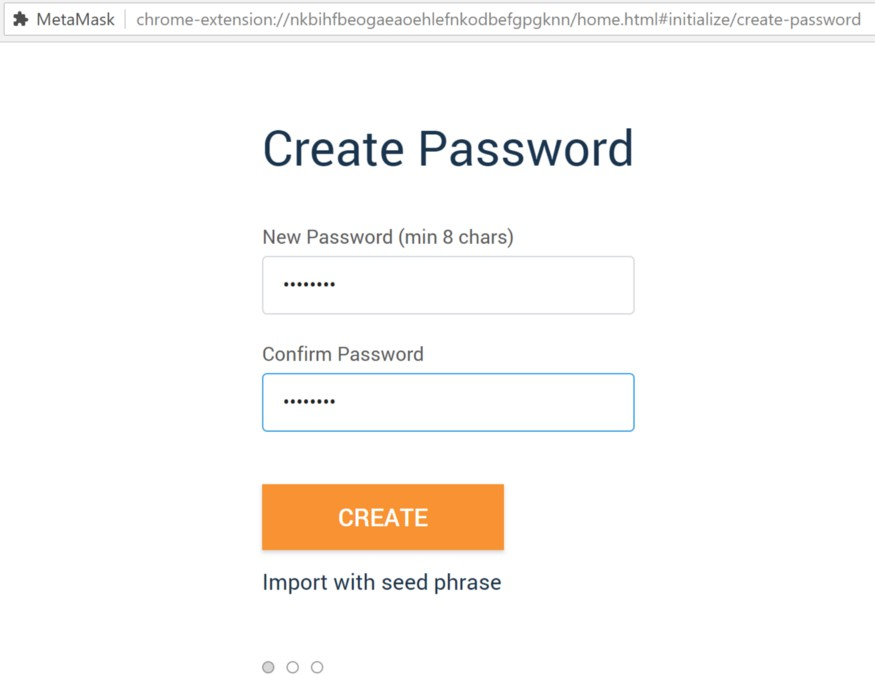 MetaMask chrome-extension://nkbihfbeogaeaoehlefnkodbefgpgknn/home.html#initialize/create-password
Create Password
New Password (min 8 chars)
••••••••
Confirm Password
••••••••
CREATE
Import with seed phrase